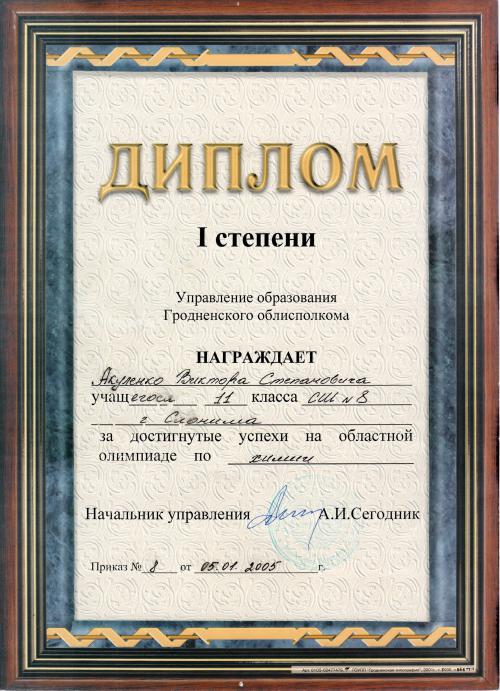 ДИПЛОМ
I степени
Управление образования
Гродненского облисполкома
НАГРАЖДАЕТ
Акуленко Виктора Степановича
учащегося 11 класса СШ № 8
г. Слонима
за достигнутые успехи на областной
олимпиаде по химии
Начальник управления А.И.Сегодник
Приказ № 8 от 05.01.2005 г.